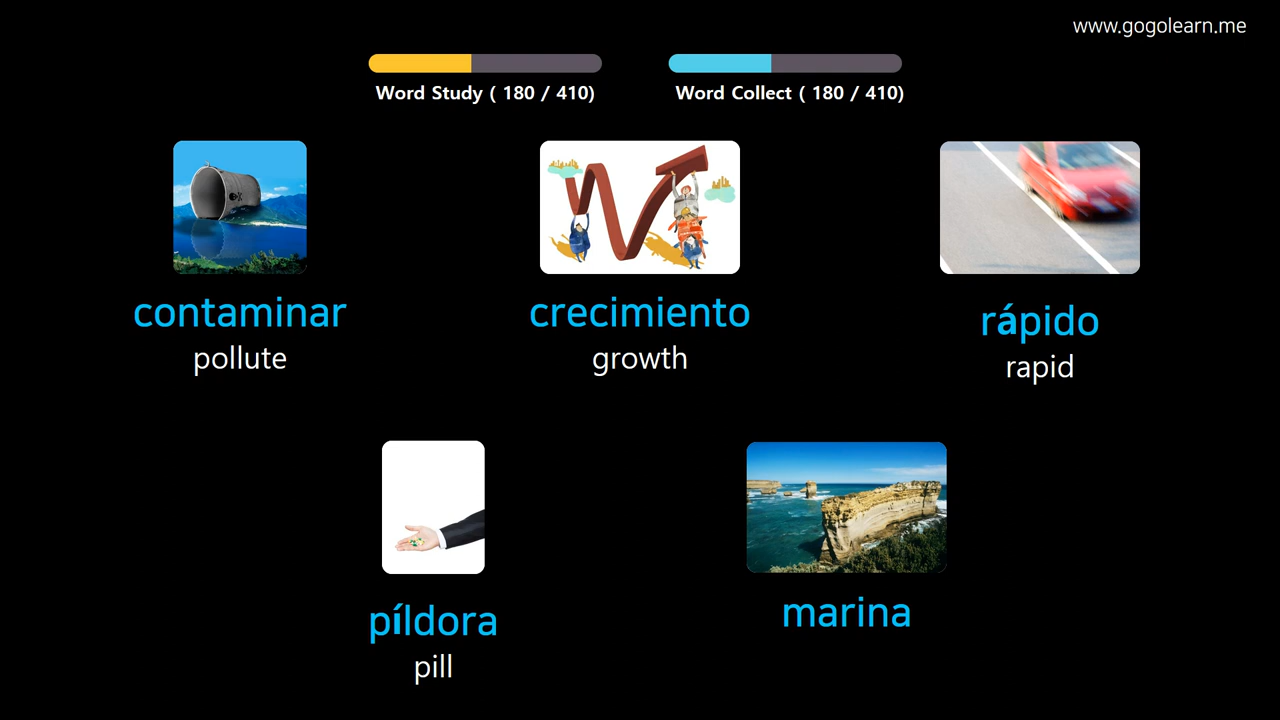 www.gogolearn.me
Word Study ( 180 / 410)
Word Collect ( 180 / 410)
contaminar
pollute
crecimiento
growth
rápido
rapid
píldora
pill
marina